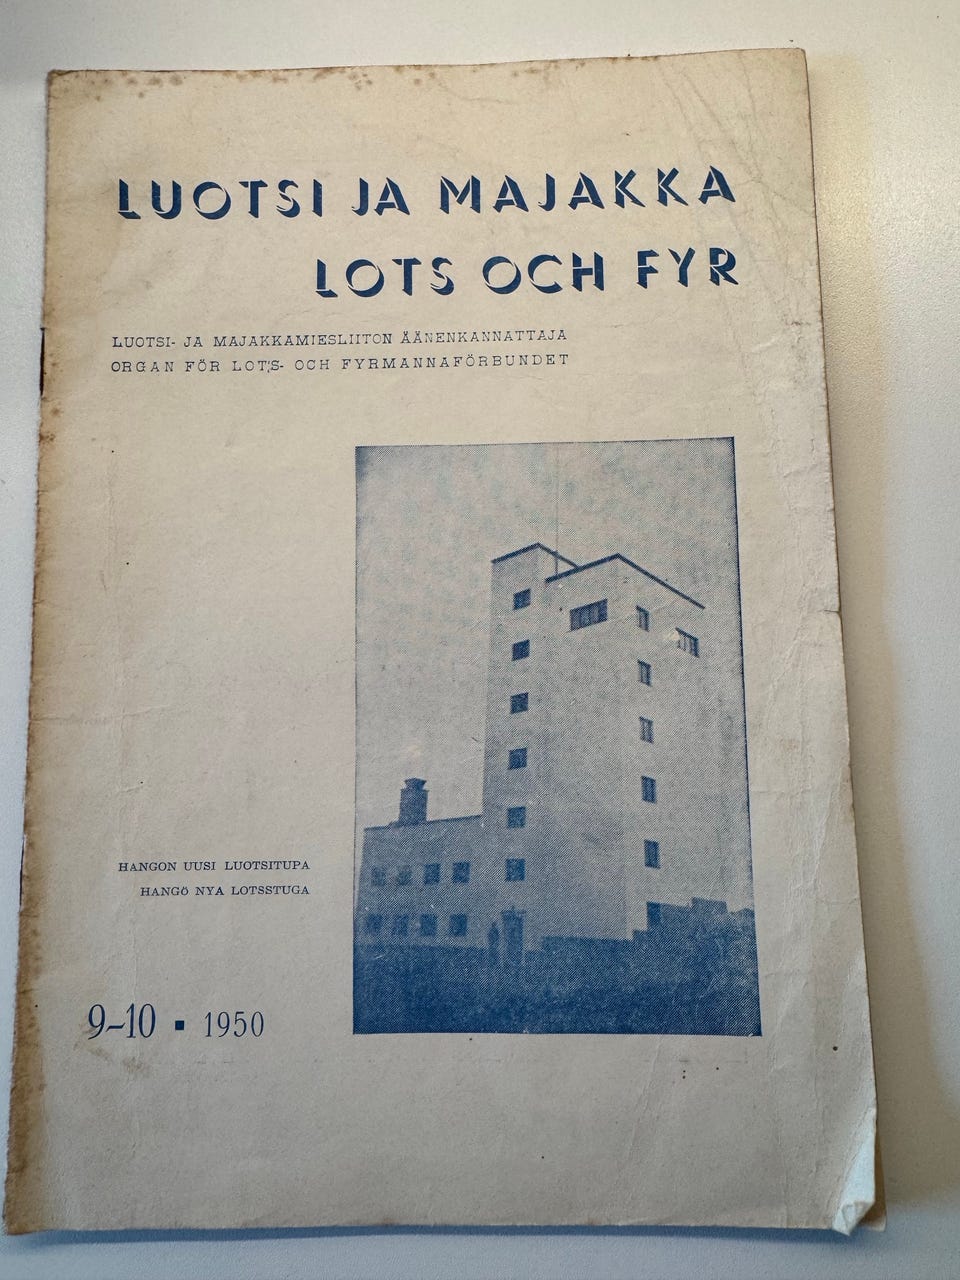 LUOTSI JA MAJAKKA
LOTS OCH FYR
LUOTSI- JA MAJAKKAMIESLIITON ÄÄNENKANNATTAJA
ORGAN FÖR LOTS- OCH FYRMANNAFÖRBUNDET
HANGON UUSI LUOTSITUPA
HANGÖ NYA LOTSSTUGA
9-10 ▪ 1950